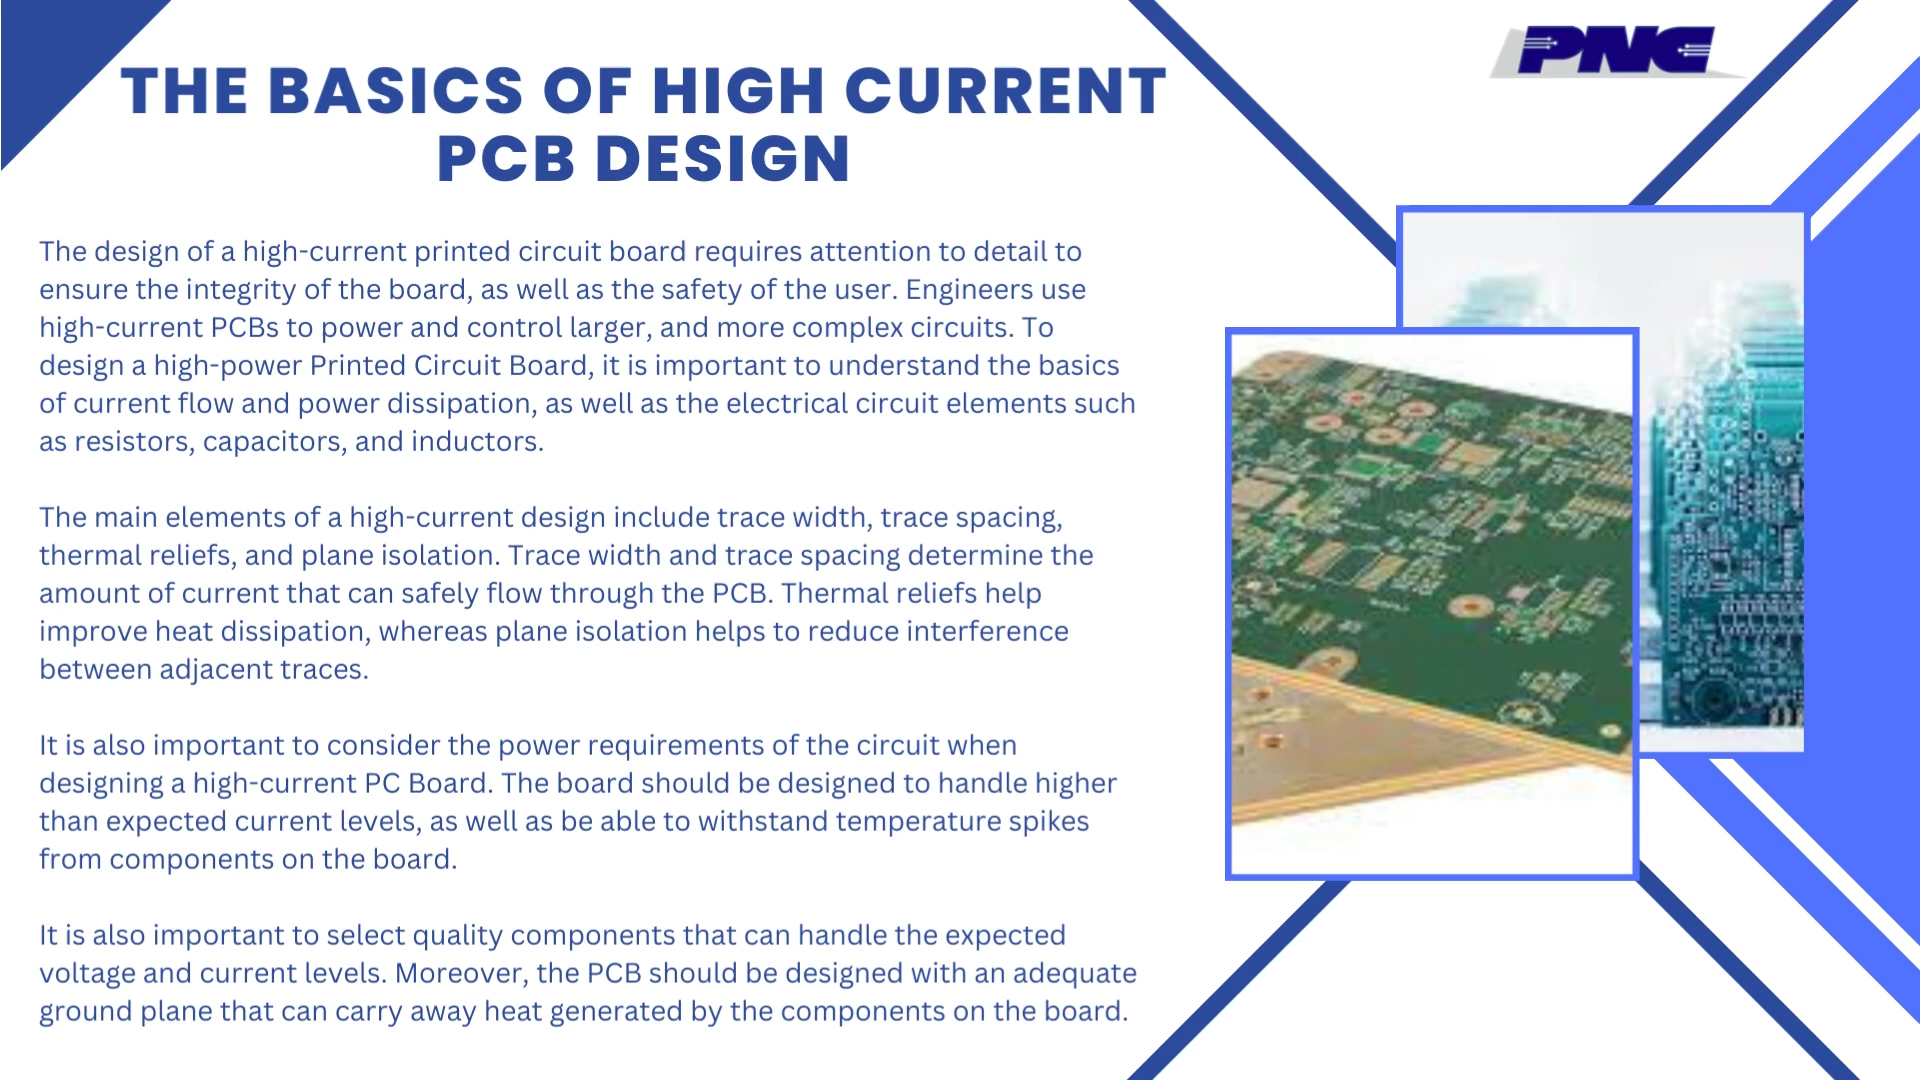 PNC
THE BASICS OF HIGH CURRENT
PCB DESIGN
The design of a high-current printed circuit board requires attention to detail to
ensure the integrity of the board, as well as the safety of the user. Engineers use
high-current PCBs to power and control larger, and more complex circuits. To
design a high-power Printed Circuit Board, it is important to understand the basics
of current flow and power dissipation, as well as the electrical circuit elements such
as resistors, capacitors, and inductors.
The main elements of a high-current design include trace width, trace spacing,
thermal reliefs, and plane isolation. Trace width and trace spacing determine the
amount of current that can safely flow through the PCB. Thermal reliefs help
improve heat dissipation, whereas plane isolation helps to reduce interference
between adjacent traces.
It is also important to consider the power requirements of the circuit when
designing a high-current PC Board. The board should be designed to handle higher
than expected current levels, as well as be able to withstand temperature spikes
from components on the board.
It is also important to select quality components that can handle the expected
voltage and current levels. Moreover, the PCB should be designed with an adequate
ground plane that can carry away heat generated by the components on the board.